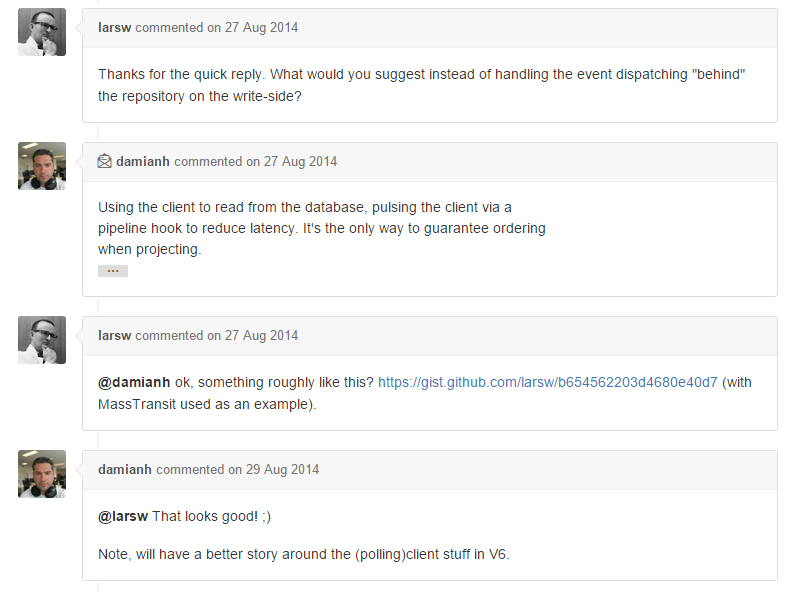 larsw commented on 27 Aug 2014
Thanks for the quick reply. What would you suggest instead of handling the event dispatching "behind"
the repository on the write-side?
damianh commented on 27 Aug 2014
Using the client to read from the database, pulsing the client via a
pipeline hook to reduce latency. It's the only way to guarantee ordering
when projecting.
...
larsw commented on 27 Aug 2014
@damianh ok, something roughly like this? https://gist.github.com/larsw/b654562203d4680e40d7 (with
MassTransit used as an example).
damianh commented on 29 Aug 2014
@larsw That looks good! ;)
Note, will have a better story around the (polling)client stuff in V6.